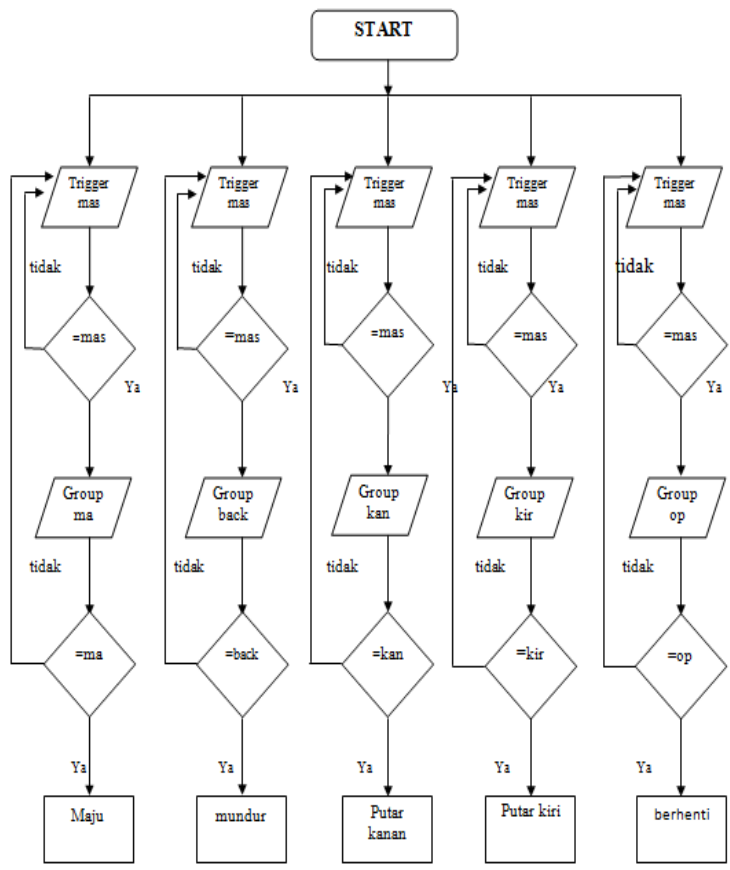 START
Trigger
mas
Trigger
mas
Trigger
mas
Trigger
mas
Trigger
mas
tidak
tidak
tidak
tidak
tidak
=mas
=mas
=mas
=mas
=mas
Ya
Ya
Ya
Ya
Ya
Group
ma
Group
back
Group
kan
Group
kir
Group
op
tidak
tidak
tidak
tidak
tidak
=ma
=back
=kan
=kir
=op
Ya
Ya
Ya
Ya
Ya
Maju
mundur
Putar
kanan
Putar kiri
berhenti